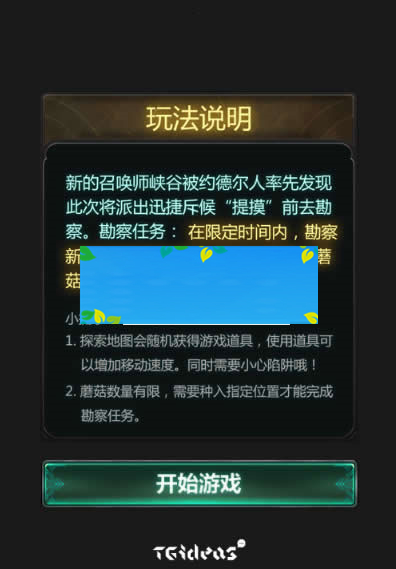 玩法说明
新的召唤师峡谷被约德尔人率先发现
此次将派出迅捷斥候“提摸”前去勘
察。勘察任务：在限定时间内，勘察
新
蘑
菇
小
1. 探索地图会随机获得游戏道具，使用道具可
以增加移动速度。同时需要小心陷阱哦！
2. 蘑菇数量有限，需要种入指定位置才能完成
勘察任务。
开始游戏
TGideas